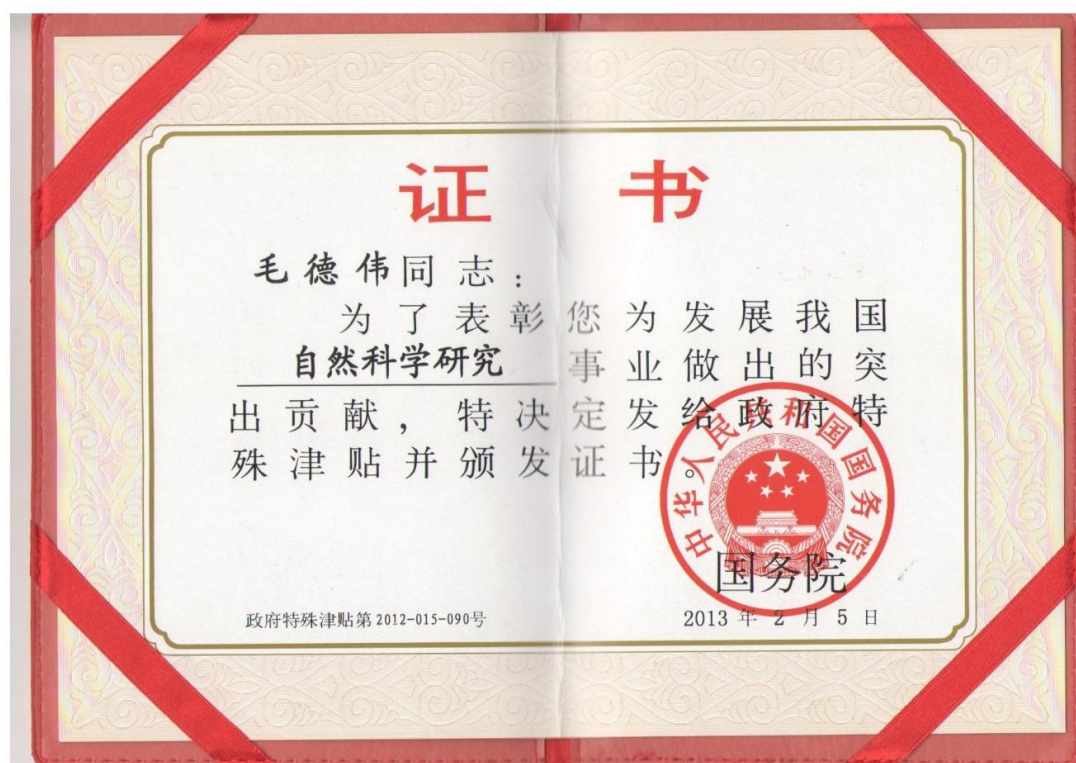 证书
毛德伟同志：
为了表彰您为发展我国
自然科学研究事业做出的突
出贡献，特决定发给政府特
殊津贴并颁发证书。
中华人民共和国国务院
国务院
政府特殊津贴第2012-015-090号
2013年2月5日